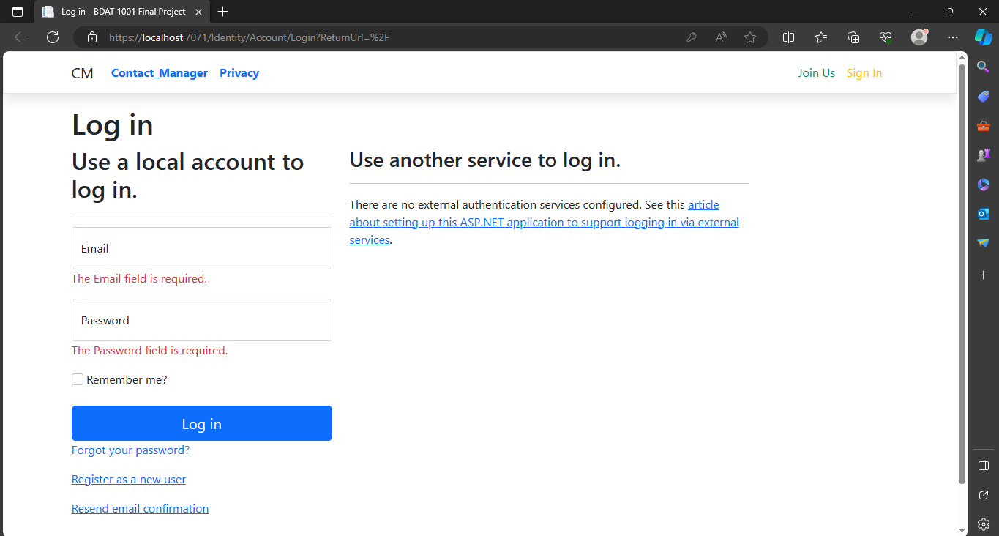 Log in - BDAT 1001 Final Project
https://localhost:7071/Identity/Account/Login?ReturnUrl=%2F
CM Contact_Manager Privacy Join Us Sign In
Log in
Use a local account to
log in.
Email
The Email field is required.
Password
The Password field is required.
Remember me?
Log in
Forgot your password?
Register as a new user
Resend email confirmation
Use another service to log in.
There are no external authentication services configured. See this article
about setting up this ASP.NET application to support logging in via external
services.